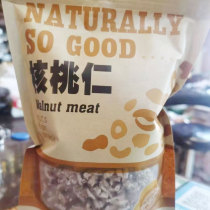 NATURALLY
SO GOOD
核桃仁
Walnut meat